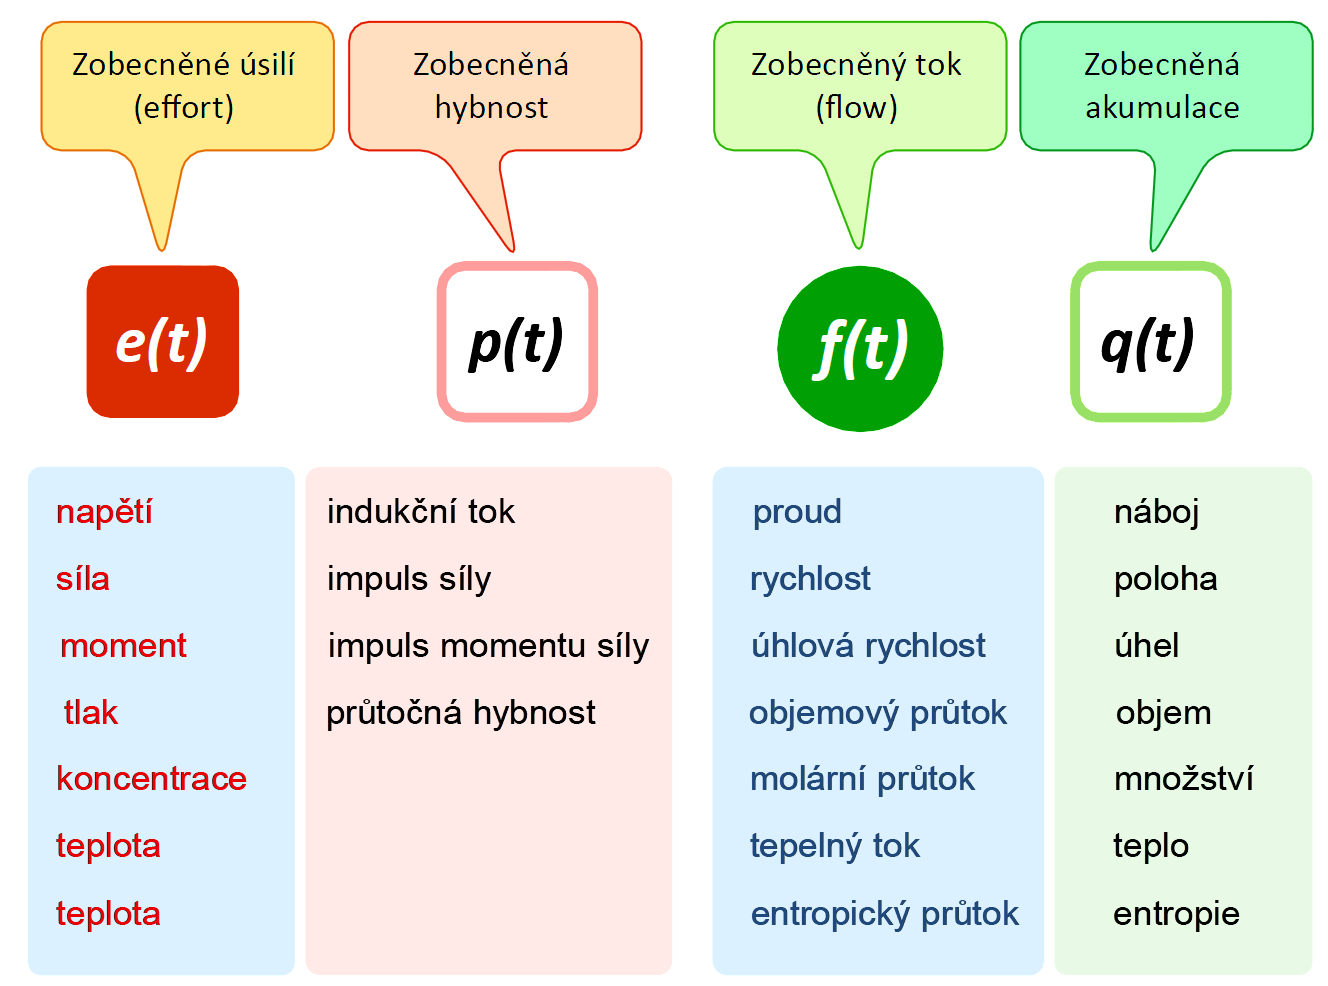 Zobecněné úsilí
(effort)
Zobecněná
hybnost
Zobecněný tok
(flow)
Zobecněná
akumulace
e(t)
p(t)
f(t)
q(t)
napětí
indukční tok
proud
náboj
síla
impuls síly
rychlost
poloha
moment
impuls momentu síly
úhlová rychlost
úhel
tlak
průtočná hybnost
objemový průtok
objem
koncentrace
molární průtok
množství
teplota
tepelný tok
teplo
teplota
entropický průtok
entropie